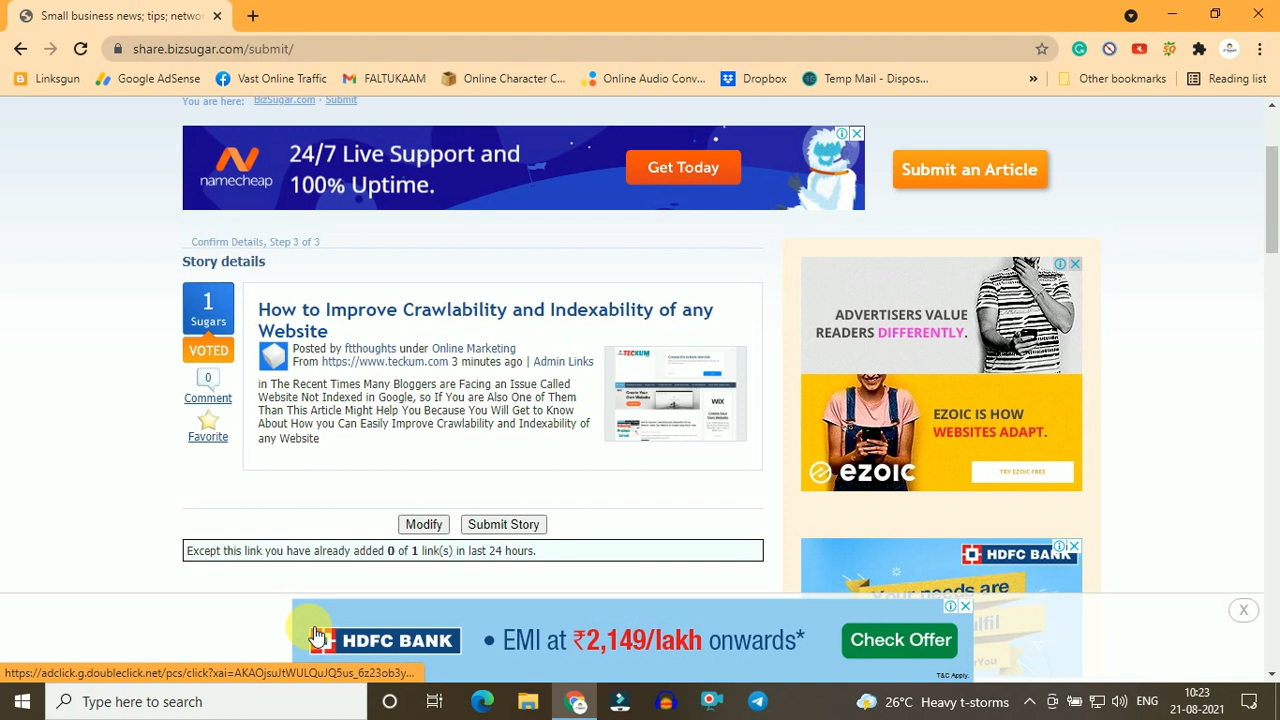 Small business news; tips; netwo
share.bizsugar.com/submit/
Linksgun
Google AdSense
Vast Online Traffic
FALTUKAAM
Online Character C...
Online Audio Conv...
Dropbox
Temp Mail - Dispos...
»
Other bookmarks
Reading list
You are here: BizSugar.com - Submit
namecheap
24/7 Live Support and
100% Uptime.
Get Today
Submit an Article
Confirm Details, Step 3 of 3
Story details
1
Sugars
VOTED
0
Comment
Favorite
How to Improve Crawlability and Indexability of any
Website
Posted by ftthoughts under Online Marketing
From https://www.teckum.com 3 minutes ago | Admin Links
in The Recent Times Many Bloggers are Facing an Issue Called
Website Not Indexed in Google, so If You are Also One of Them
Than This Article Might Help You Because You Will Get to Know
About How you Can Easily Improve Crawlability and Indexability of
any Website
TECKUM
WIX
ADVERTISERS VALUE
READERS DIFFERENTLY.
EZOIC IS HOW
WEBSITES ADAPT.
ezoic
TRY EZOIC FREE
Modify
Submit Story
Except this link you have already added 0 of 1 link(s) in last 24 hours.
HDFC BANK
Your needs are
HDFC BANK
• EMI at ₹2,149/lakh onwards*
Check Offer
T&C Apply.
X
https://adclick.g.doubleclick.net/pcs/click?xai=AKAOjsuJtWULQuJQ5us_6z23ob3y...
Type here to search
26°C Heavy t-storms
ENG
10:23
21-08-2021